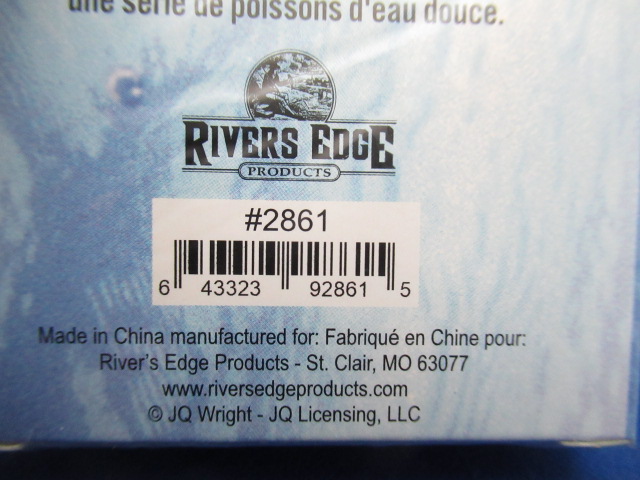 une série de poissons d'eau douce.
RIVERS EDGE
PRODUCTS
#2861
6 43323 92861 5
Made in China manufactured for: Fabriqué en Chine pour:
River's Edge Products - St. Clair, MO 63077
www.riversedgeproducts.com
© JQ Wright - JQ Licensing, LLC